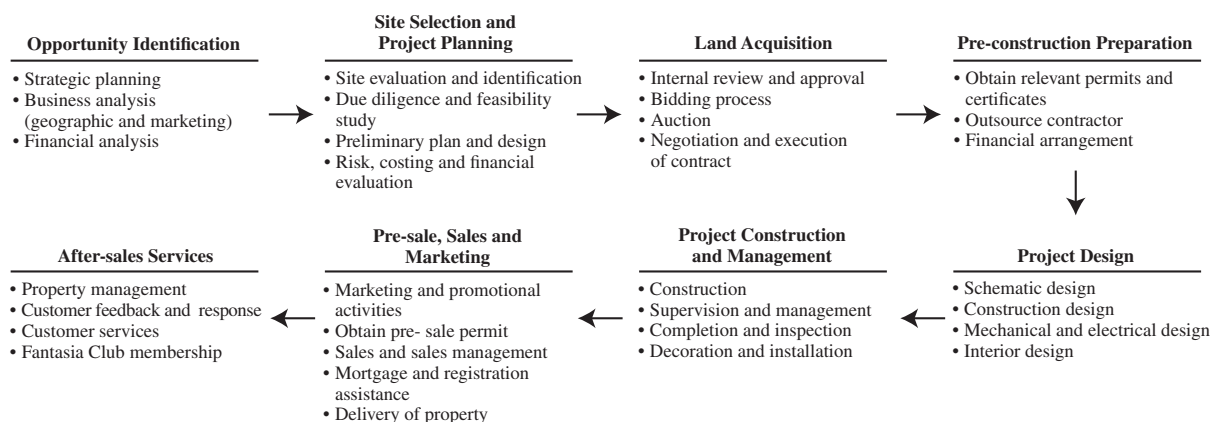 Opportunity Identification
• Strategic planning
• Business analysis
(geographic and marketing)
• Financial analysis
Site Selection and
Project Planning
• Site evaluation and identification
• Due diligence and feasibility
study
• Preliminary plan and design
• Risk, costing and financial
evaluation
Land Acquisition
• Internal review and approval
• Bidding process
• Auction
• Negotiation and execution
of contract
Pre-construction Preparation
• Obtain relevant permits and
certificates
• Outsource contractor
• Financial arrangement
Project Design
• Schematic design
• Construction design
• Mechanical and electrical design
• Interior design
Project Construction
and Management
• Construction
• Supervision and management
• Completion and inspection
• Decoration and installation
Pre-sale, Sales and
Marketing
• Marketing and promotional
activities
• Obtain pre- sale permit
• Sales and sales management
• Mortgage and registration
assistance
• Delivery of property
After-sales Services
• Property management
• Customer feedback and response
• Customer services
• Fantasia Club membership